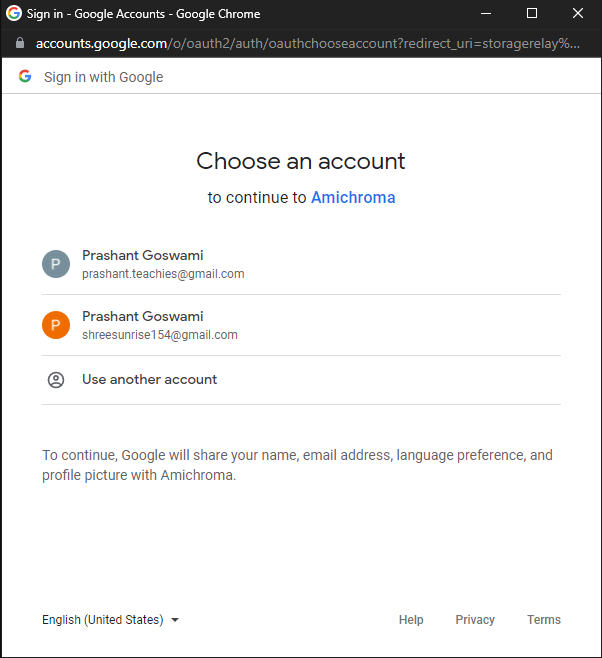 Sign in - Google Accounts - Google Chrome
accounts.google.com/o/oauth2/auth/oauthchooseaccount?redirect_uri=storagerelay%...
Sign in with Google
Choose an account
to continue to Amichroma
P
Prashant Goswami
prashant.teachies@gmail.com
P
Prashant Goswami
shreesunrise154@gmail.com
Use another account
To continue, Google will share your name, email address, language preference, and
profile picture with Amichroma.
English (United States) Help Privacy Terms